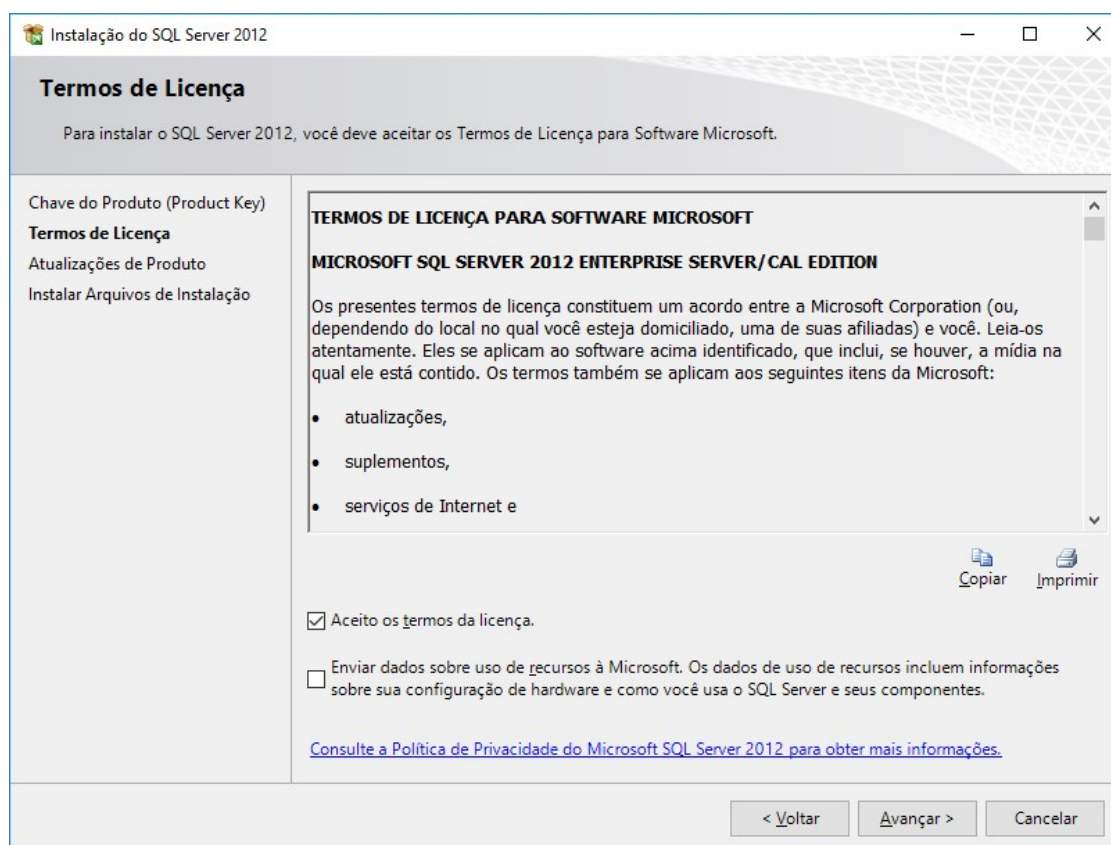 Instalação do SQL Server 2012
Termos de Licença
Para instalar o SQL Server 2012, você deve aceitar os Termos de Licença para Software Microsoft.
Chave do Produto (Product Key)
Termos de Licença
Atualizações de Produto
Instalar Arquivos de Instalação
TERMOS DE LICENÇA PARA SOFTWARE MICROSOFT
MICROSOFT SQL SERVER 2012 ENTERPRISE SERVER/CAL EDITION
Os presentes termos de licença constituem um acordo entre a Microsoft Corporation (ou,
dependendo do local no qual você esteja domiciliado, uma de suas afiliadas) e você. Leia-os
atentamente. Eles se aplicam ao software acima identificado, que inclui, se houver, a mídia na
qual ele está contido. Os termos também se aplicam aos seguintes itens da Microsoft:
• atualizações,
• suplementos,
• serviços de Internet e
Copiar
Imprimir
Aceito os termos da licença.
Enviar dados sobre uso de recursos à Microsoft. Os dados de uso de recursos incluem informações
sobre sua configuração de hardware e como você usa o SQL Server e seus componentes.
Consulte a Política de Privacidade do Microsoft SQL Server 2012 para obter mais informações.
< Voltar
Avançar >
Cancelar